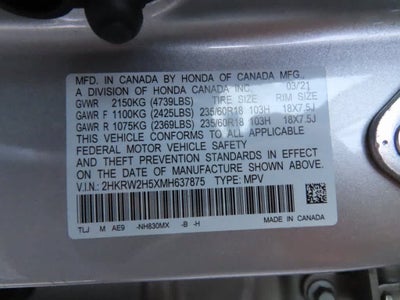 MFD. IN CANADA BY HONDA OF CANADA MFG.,
A DIVISION OF HONDA CANADA INC. 03/21
GVWR 2150KG (4739LBS) TIRE SIZE RIM SIZE
GAWR F 1100KG (2425LBS) 235/60R18 103H 18X7.5J
GAWR R 1075KG (2369LBS) 235/60R18 103H 18X7.5J
THIS VEHICLE CONFORMS TO ALL APPLICABLE
FEDERAL MOTOR VEHICLE SAFETY
AND THEFT PREVENTION STANDARDS IN EFFECT
ON THE DATE OF MANUFACTURE SHOWN ABOVE.
V.I.N.: 2HKRW2H5XMH637875 TYPE: MPV
TLJ M AE9 -NH830MX -B -H MADE IN CANADA